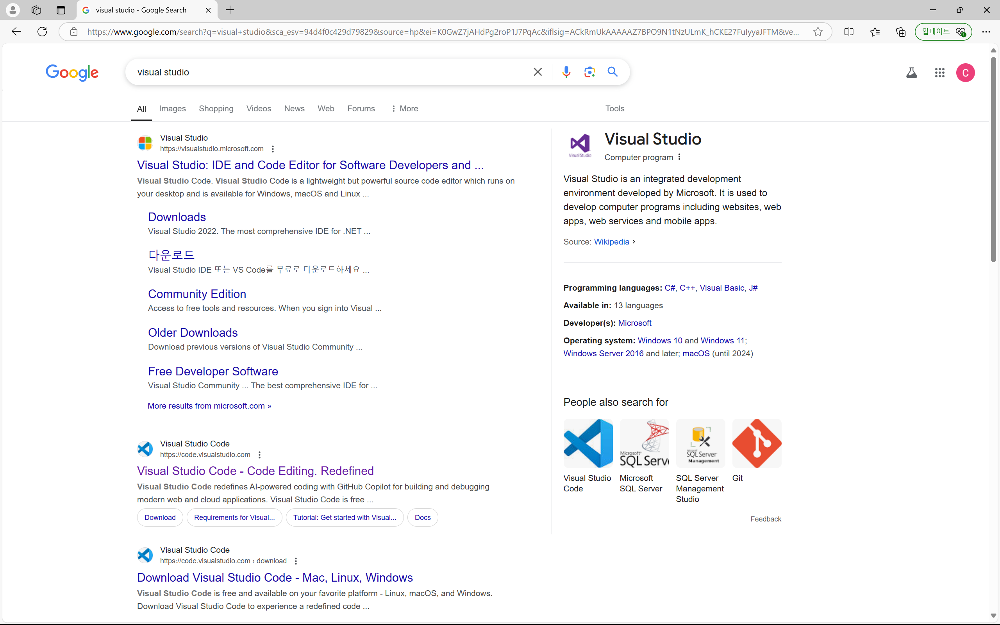 visual studio - Google Search
https://www.google.com/search?q=visual+studio&sca_esv=94d4f0c429d79829&source=hp&ei=K0GwZ7jAHdPg2roP1J7PqAc&iflsig=ACkRmUkAAAAAZ7BPO9N1tNzULmK_hCKE27FuIyyaJFTM&ve...
업데이트
Google
visual studio
C
All
Images
Shopping
Videos
News
Web
Forums
More
Tools
Visual Studio
https://visualstudio.microsoft.com
Visual Studio: IDE and Code Editor for Software Developers and ...
Visual Studio Code. Visual Studio Code is a lightweight but powerful source code editor which runs on
your desktop and is available for Windows, macOS and Linux ...
Downloads
Visual Studio 2022. The most comprehensive IDE for .NET ...
다운로드
Visual Studio IDE 또는 VS Code를 무료로 다운로드하세요 ...
Community Edition
Access to free tools and resources. When you sign into Visual ...
Older Downloads
Download previous versions of Visual Studio Community ...
Free Developer Software
Visual Studio Community ... The best comprehensive IDE for ...
More results from microsoft.com »
Visual Studio Code
https://code.visualstudio.com
Visual Studio Code - Code Editing. Redefined
Visual Studio Code redefines AI-powered coding with GitHub Copilot for building and debugging
modern web and cloud applications. Visual Studio Code is free ...
Download
Requirements for Visual...
Tutorial: Get started with Visual...
Docs
Visual Studio Code
https://code.visualstudio.com › download
Download Visual Studio Code - Mac, Linux, Windows
Visual Studio Code is free and available on your favorite platform - Linux, macOS, and Windows.
Download Visual Studio Code to experience a redefined code ...
Visual Studio
Visual Studio
Computer program
Visual Studio is an integrated development
environment developed by Microsoft. It is used to
develop computer programs including websites, web
apps, web services and mobile apps.
Source: Wikipedia ›
Programming languages: C#, C++, Visual Basic, J#
Available in: 13 languages
Developer(s): Microsoft
Operating system: Windows 10 and Windows 11;
Windows Server 2016 and later; macOS (until 2024)
People also search for
Microsoft
SQL Serve
Microsoft
SQL Server
Management
Visual Studio
Code
Microsoft
SQL Server
SQL Server
Management
Studio
Git
Feedback